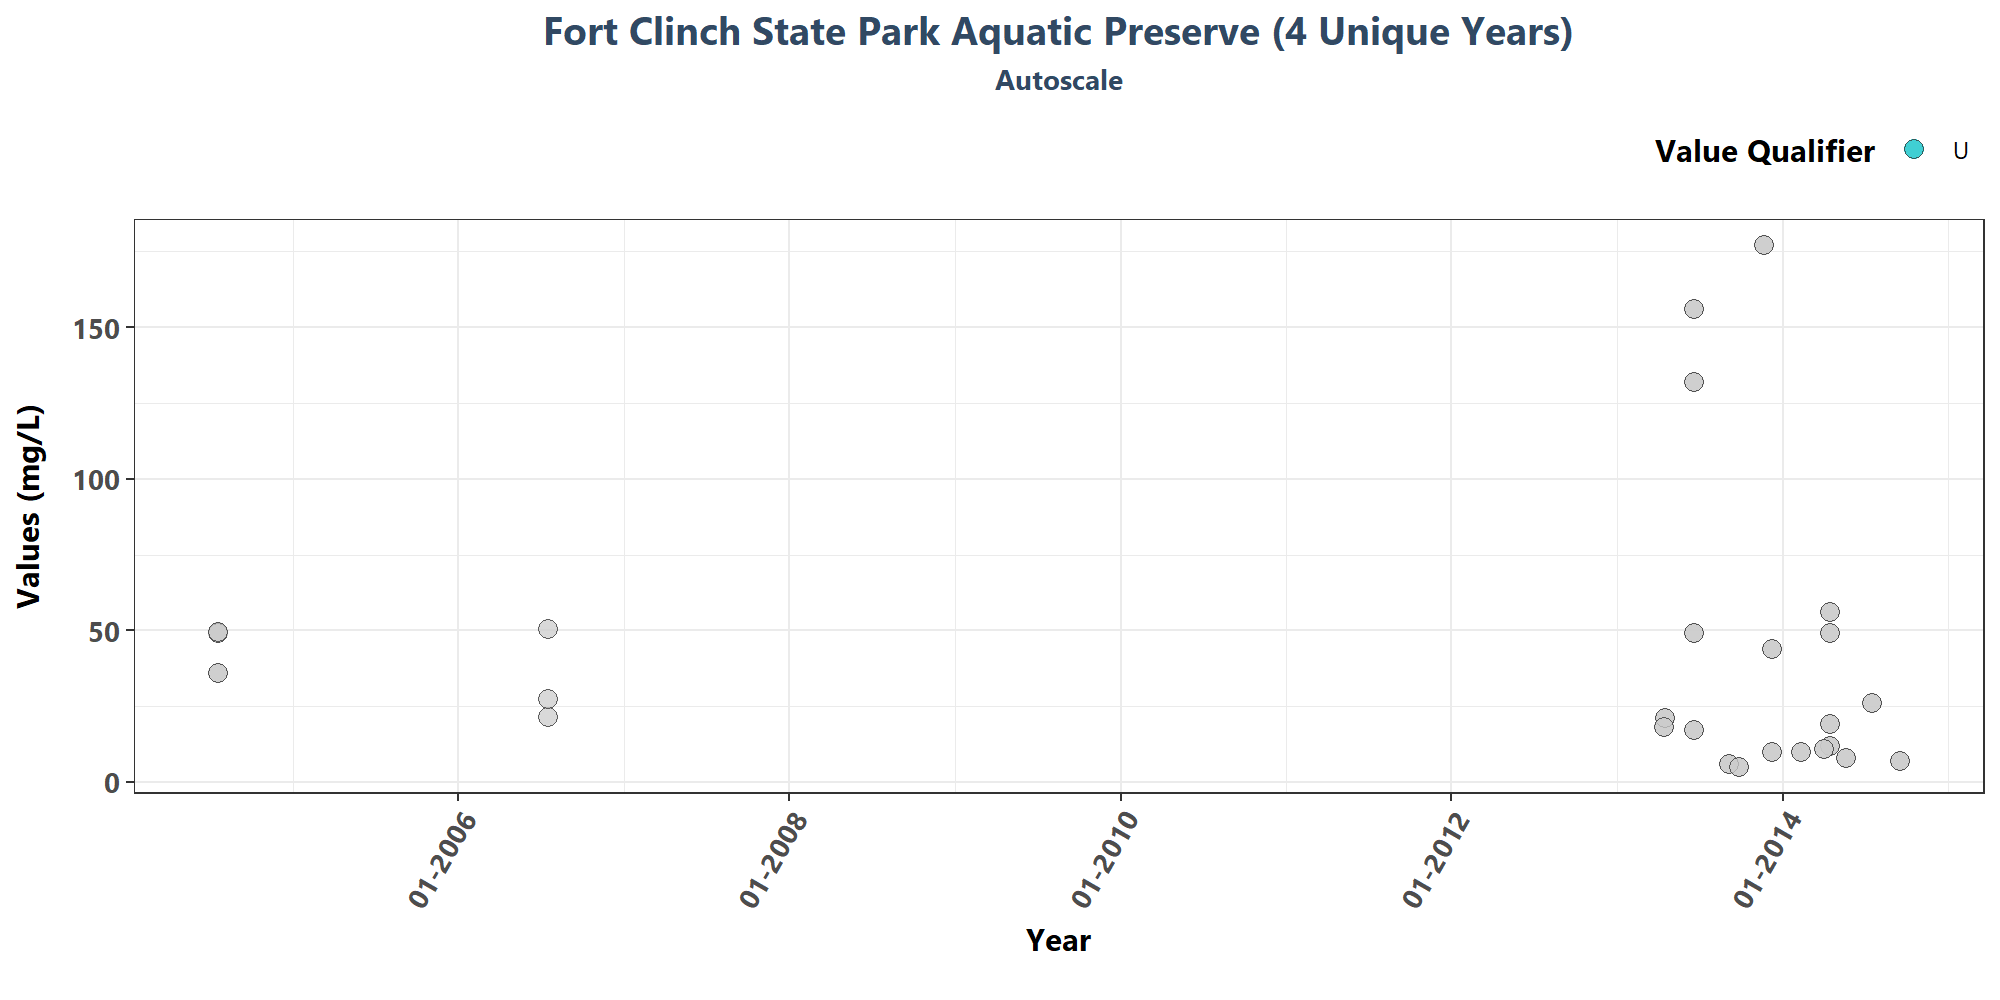 Fort Clinch State Park Aquatic Preserve (4 Unique Years)
Autoscale
Value Qualifier U
Values (mg/L)
150
100
50
0
01-2006 01-2008 01-2010 01-2012 01-2014
Year